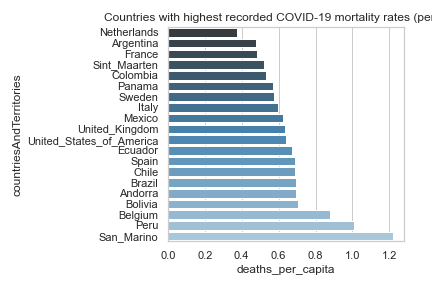 Countries with highest recorded COVID-19 mortality rates (per
Netherlands
Argentina
France
Sint_Maarten
Colombia
Panama
Sweden
Italy
Mexico
United_Kingdom
United_States_of_America
Ecuador
Spain
Chile
Brazil
Andorra
Bolivia
Belgium
Peru
San_Marino
countriesAndTerritories
0.0 0.2 0.4 0.6 0.8 1.0 1.2
deaths_per_capita